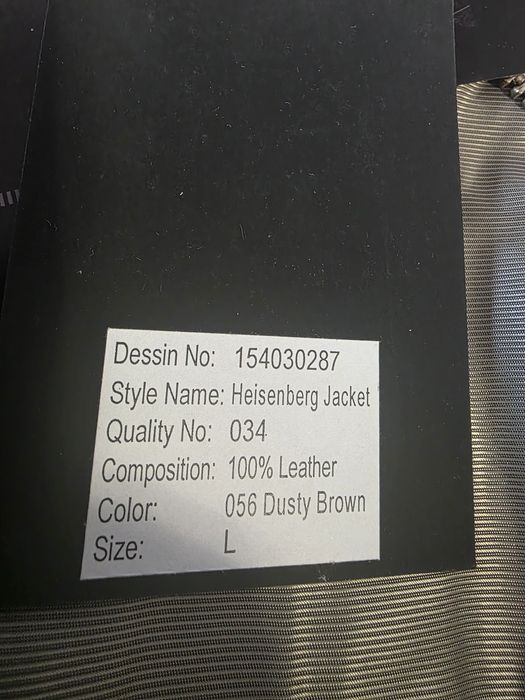 Dessin No: 154030287
Style Name: Heisenberg Jacket
Quality No: 034
Composition: 100% Leather
Color: 056 Dusty Brown
Size: L